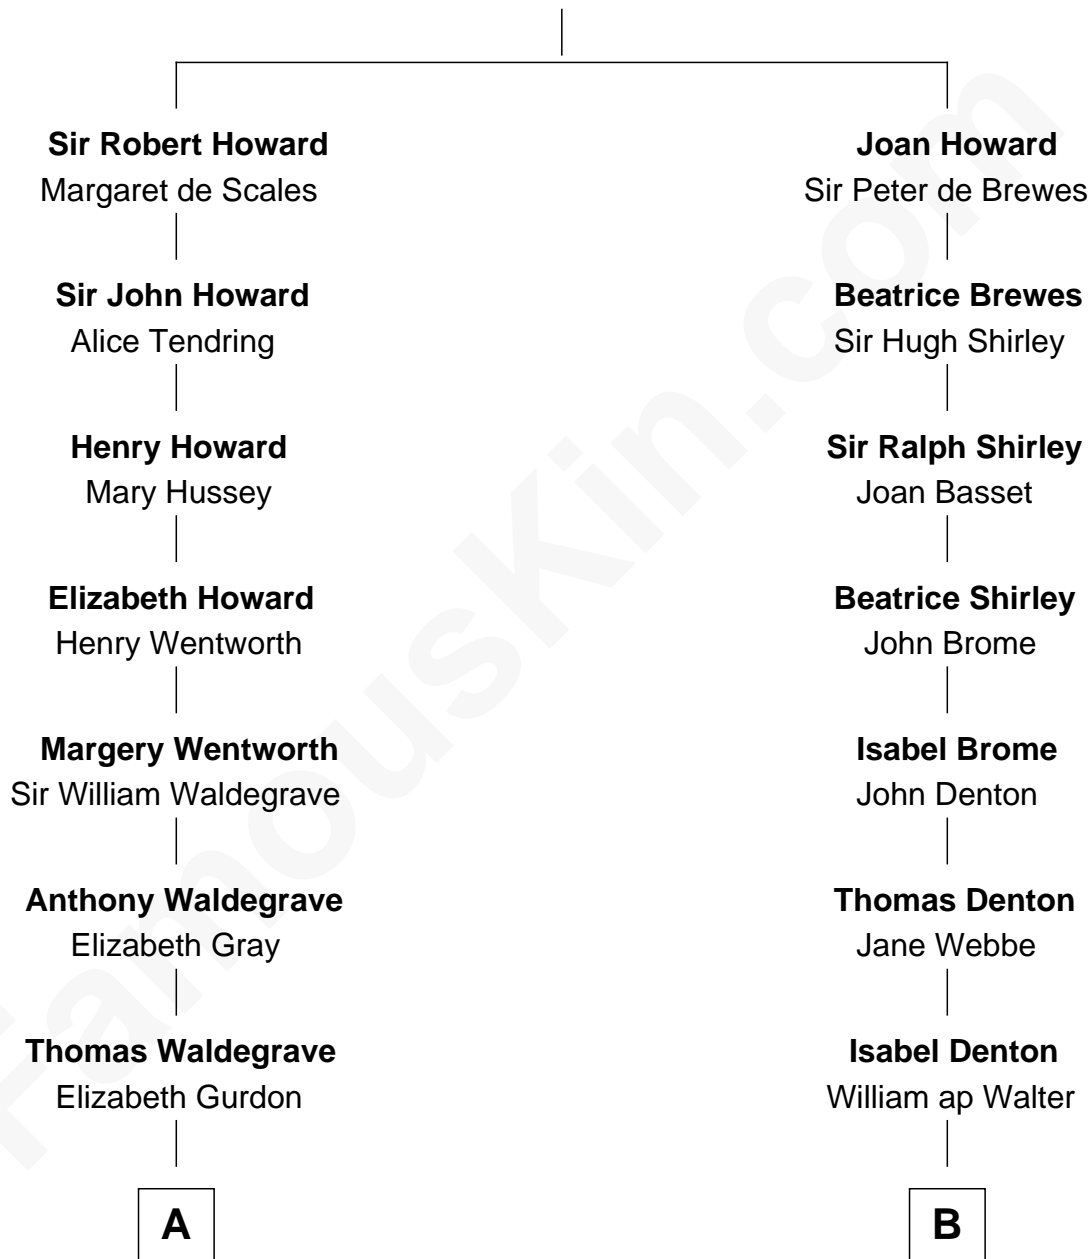 Sir Robert Howard
Margaret de Scales
Sir John Howard
Alice Tendring
Henry Howard
Mary Hussey
Elizabeth Howard
Henry Wentworth
Margery Wentworth
Sir William Waldegrave
Anthony Waldegrave
Elizabeth Gray
Thomas Waldegrave
Elizabeth Gurdon
A
Joan Howard
Sir Peter de Brewes
Beatrice Brewes
Sir Hugh Shirley
Sir Ralph Shirley
Joan Basset
Beatrice Shirley
John Brome
Isabel Brome
John Denton
Thomas Denton
Jane Webbe
Isabel Denton
William ap Walter
B
FamousKin.com